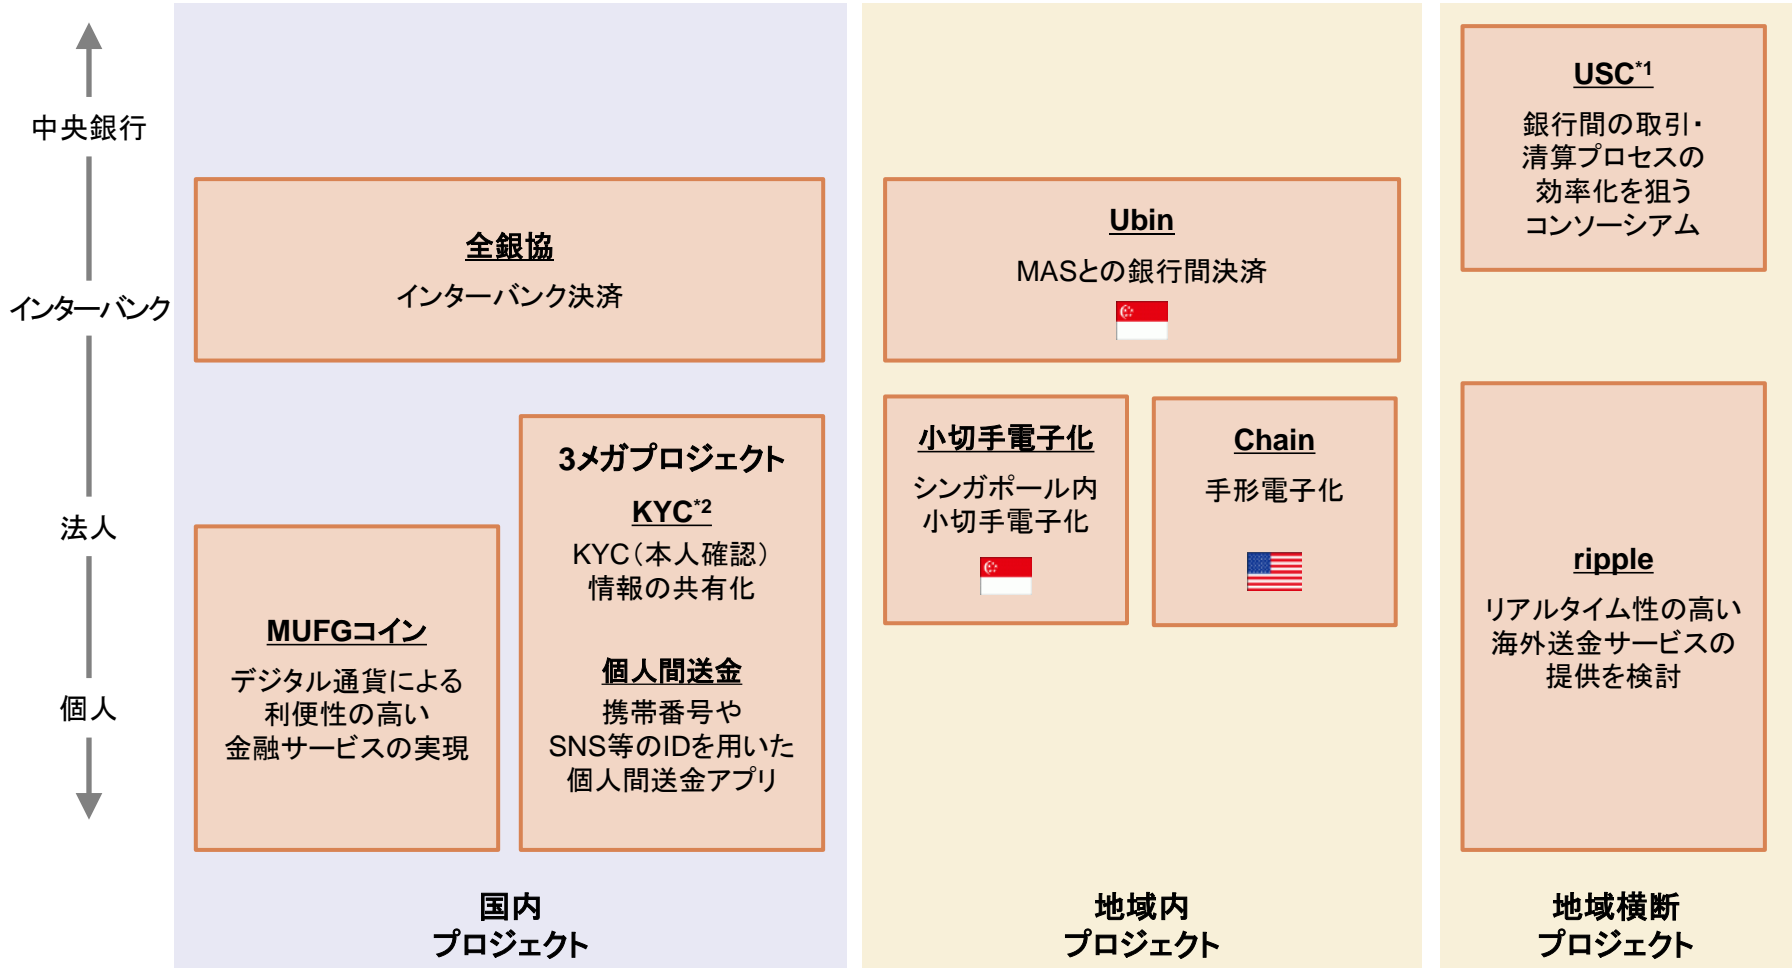 中央銀行
インターバンク
法人
個人
全銀協
インターバンク決済
MUFGコイン
デジタル通貨による
利便性の高い
金融サービスの実現
3メガプロジェクト
KYC*2
KYC(本人確認)
情報の共有化
個人間送金
携帯番号や
SNS等のIDを用いた
個人間送金アプリ
国内
プロジェクト
Ubin
MASとの銀行間決済
小切手電子化
シンガポール内
小切手電子化
Chain
手形電子化
地域内
プロジェクト
USC*1
銀行間の取引・
清算プロセスの
効率化を狙う
コンソーシアム
ripple
リアルタイム性の高い
海外送金サービスの
提供を検討
地域横断
プロジェクト